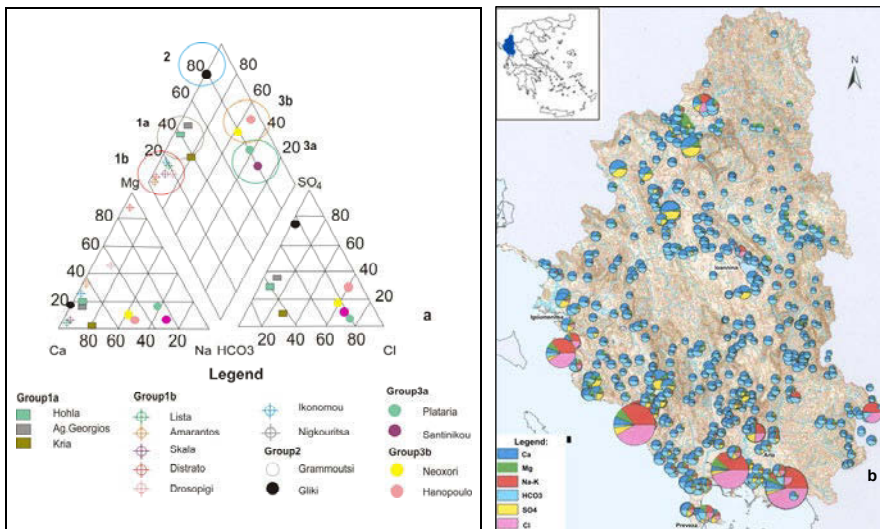 2
80
80
60
60
3b
1a
40
40
20
20
3a
1b
Mg
SO4
80
80
60
60
40
40
20
20
Ca
80
60
40
20
Na
HCO3
20
40
60
80
Cl
a
Legend
Group1a
Hohla
Ag.Georgios
Kria
Group1b
Lista
Amarantos
Skala
Distrato
Drosopigi
Ikonomou
Nigkouritsa
Group2
Grammoutsi
Gliki
Group3a
Plataria
Santinikou
Group3b
Neoxori
Hanopoulo
N
Ioannina
Igoumenitsa
Arta
Preveza
Legend:
Ca
Mg
Na-K
HCO3
SO4
Cl
b